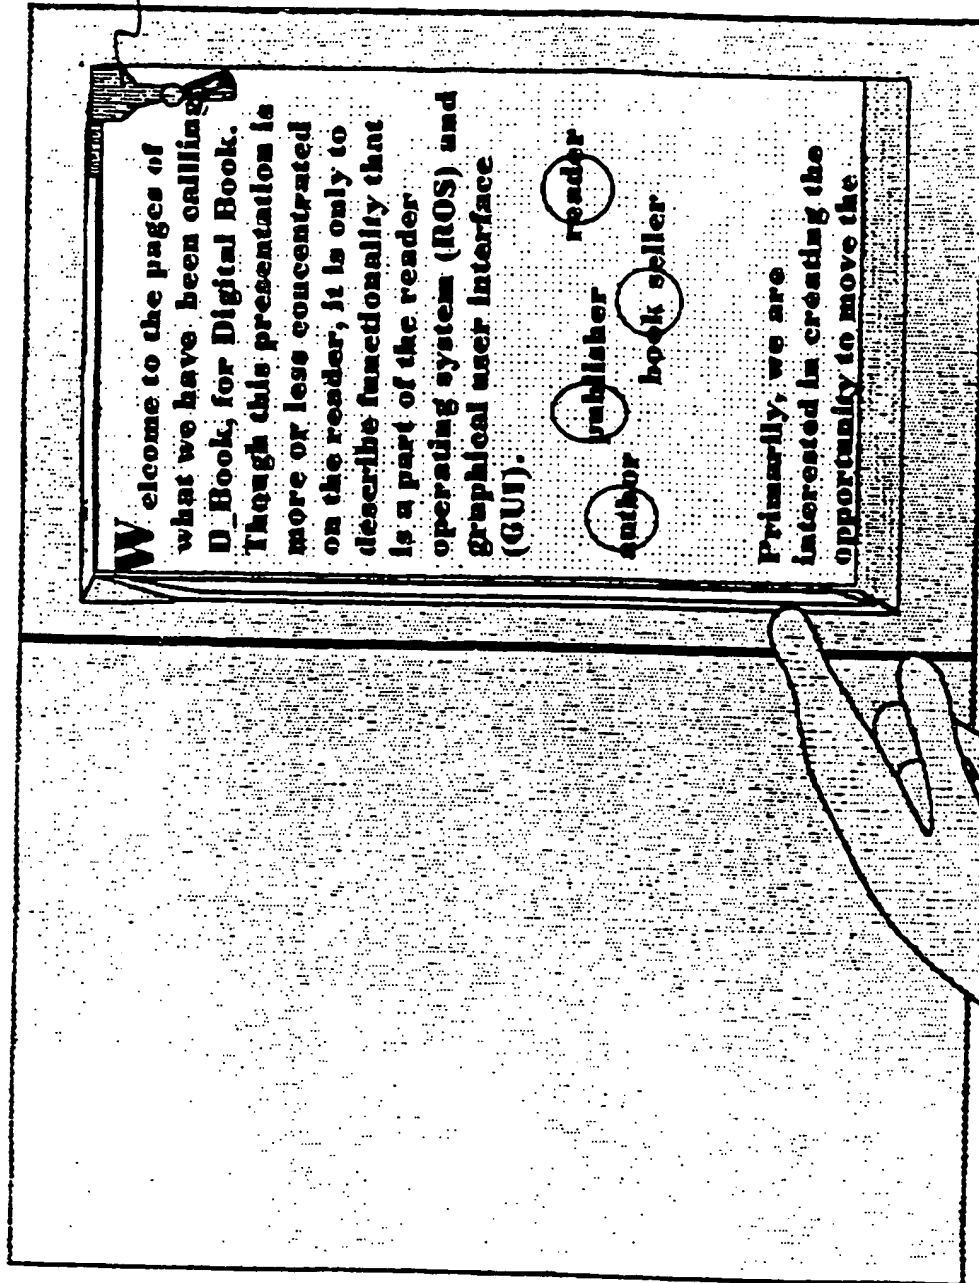 Welcome to the pages of
what we have been callling
D_Book, for Digital Book.
Though this presentation is
more or less concentrated
on the reader, it is only to
describe functionality that
is a part of the reader
operating system (ROS) and
graphical user interface
(GUI).
author
publisher
book seller
reader
Primarily, we are
interested in creating the
opportunity to move the